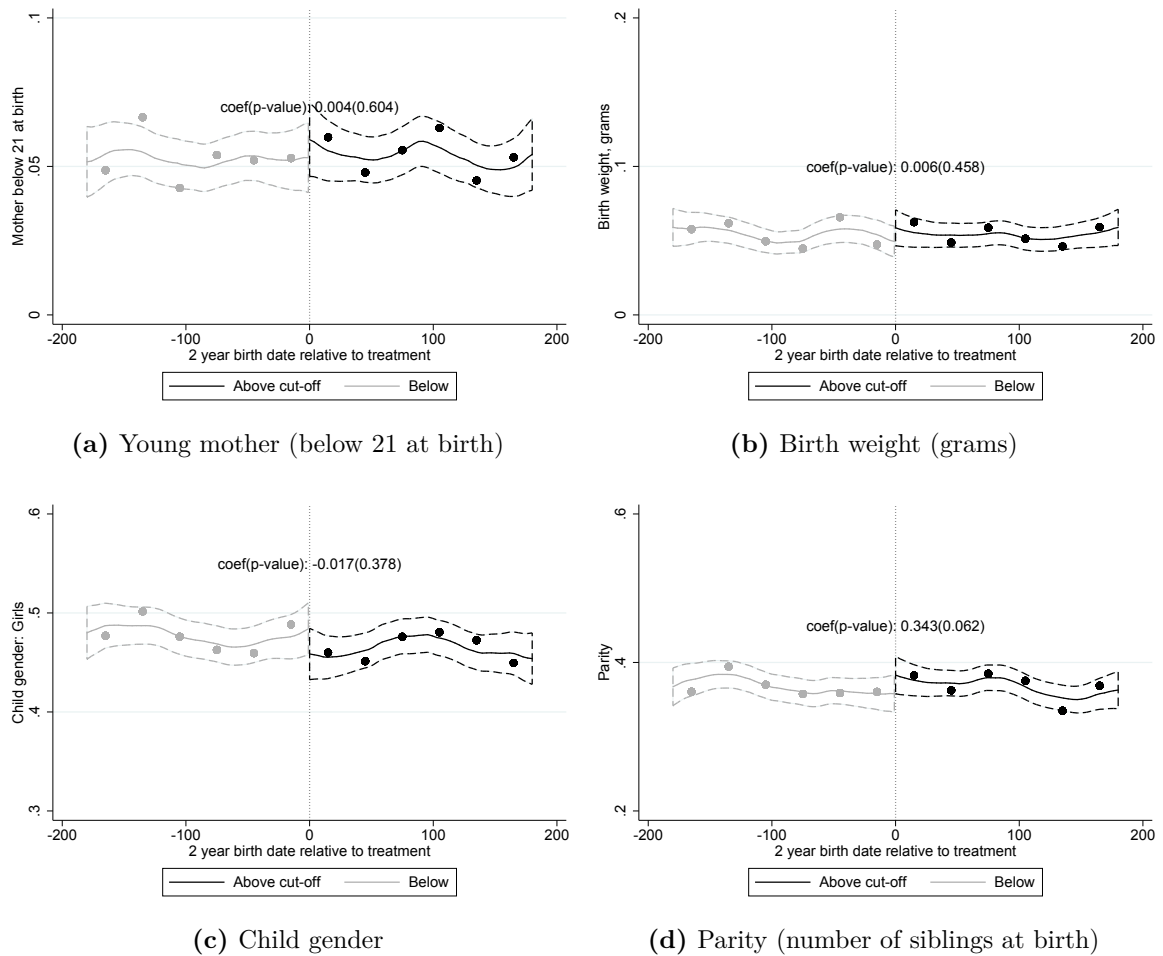 .1
.05
0
Mother below 21 at birth
coef(p-value): 0.004(0.604)
-200 -100 0 100 200
2 year birth date relative to treatment
Above cut-off Below
(a) Young mother (below 21 at birth)
.2
.1
0
Birth weight, grams
coef(p-value): 0.006(0.458)
-200 -100 0 100 200
2 year birth date relative to treatment
Above cut-off Below
(b) Birth weight (grams)
.6
.5
.4
.3
Child gender: Girls
coef(p-value): -0.017(0.378)
-200 -100 0 100 200
2 year birth date relative to treatment
Above cut-off Below
(c) Child gender
.6
.4
.2
Parity
coef(p-value): 0.343(0.062)
-200 -100 0 100 200
2 year birth date relative to treatment
Above cut-off Below
(d) Parity (number of siblings at birth)